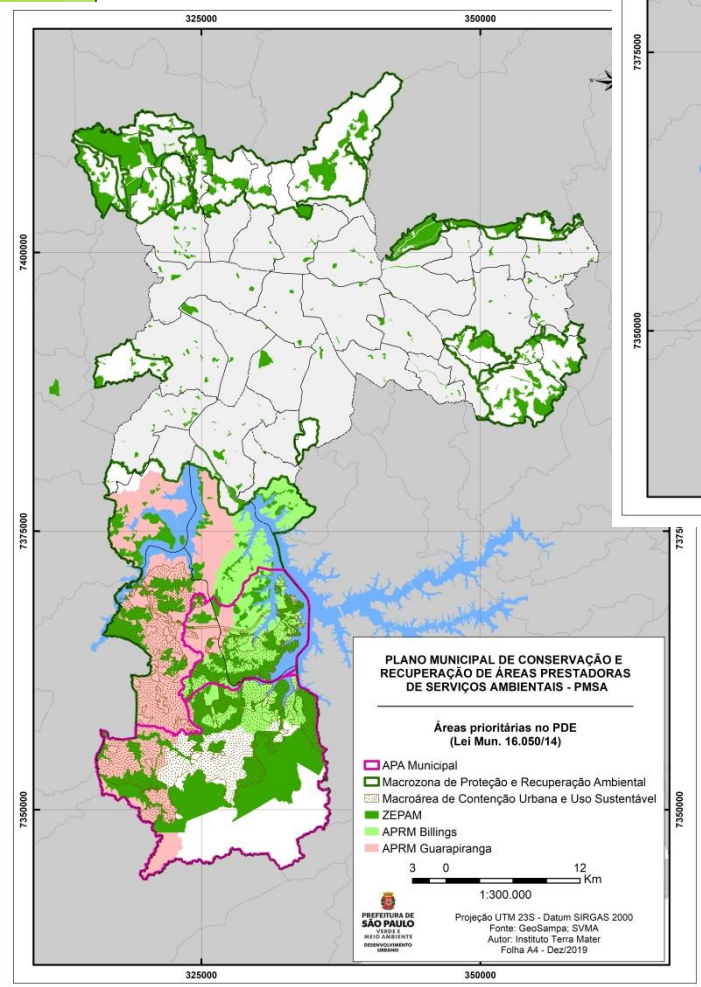 325000
350000
7375000
7350000
7400000
7375000
7375
7350000
7350000
PLANO MUNICIPAL DE CONSERVAÇÃO E
RECUPERAÇÃO DE ÁREAS PRESTADORAS
DE SERVIÇOS AMBIENTAIS - PMSA
Áreas prioritárias no PDE
(Lei Mun. 16.050/14)
APA Municipal
Macrozona de Proteção e Recuperação Ambiental
Macroárea de Contenção Urbana e Uso Sustentável
ZEPAM
APRM Billings
APRM Guarapiranga
3 0 12
Km
1:300.000
PREFEITURA DE
SÃO PAULO
VERDE E
MEIO AMBIENTE
DESENVOLVIMENTO
URBANO
Projeção UTM 23S - Datum SIRGAS 2000
Fonte: GeoSampa; SVMA
Autor: Instituto Terra Mater
Folha A4 - Dez/2019
325000
350000